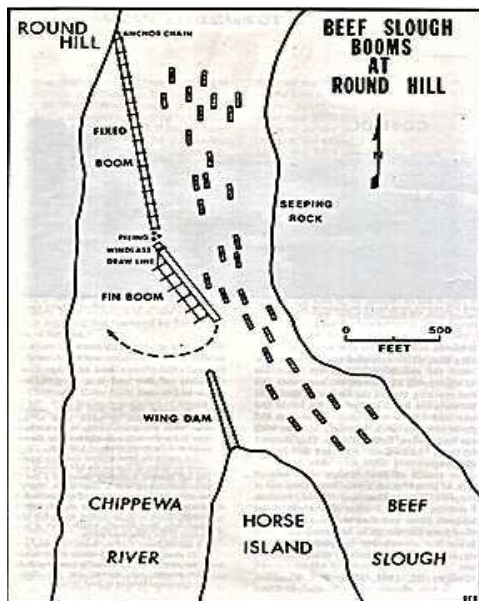 ROUND
HILL
ANCHOR CHAIN
BEEF SLOUGH
BOOMS
AT
ROUND HILL
FIXED
BOOM
N
SEEPING
ROCK
PILING
WINDLASS
DRAW LINE
FIN BOOM
0 500
FEET
WING DAM
CHIPPEWA
RIVER
HORSE
ISLAND
BEEF
SLOUGH